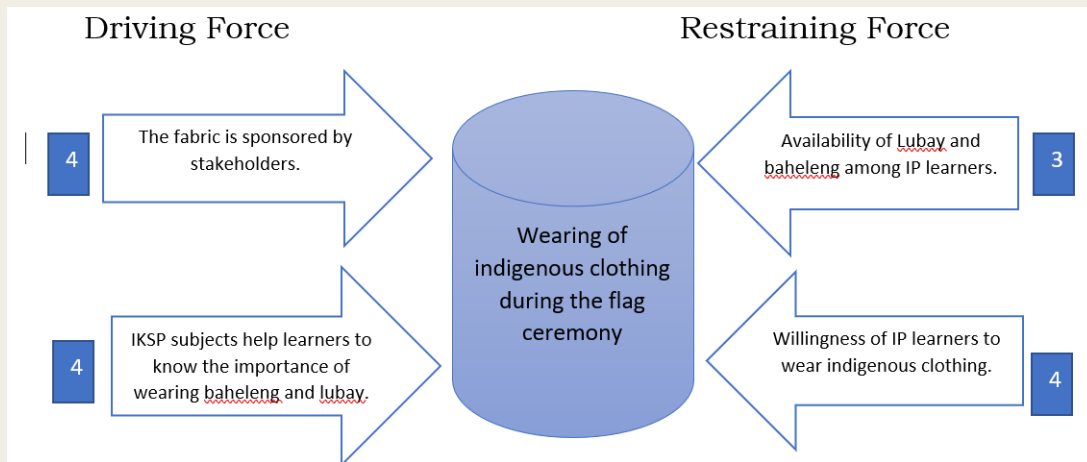 Driving Force
Restraining Force
4
The fabric is sponsored by
stakeholders.
Wearing of
indigenous clothing
during the flag
ceremony
Availability of Lubay and
baheleng among IP learners.
3
4
IKSP subjects help learners to
know the importance of
wearing baheleng and lubay.
Willingness of IP learners to
wear indigenous clothing.
4